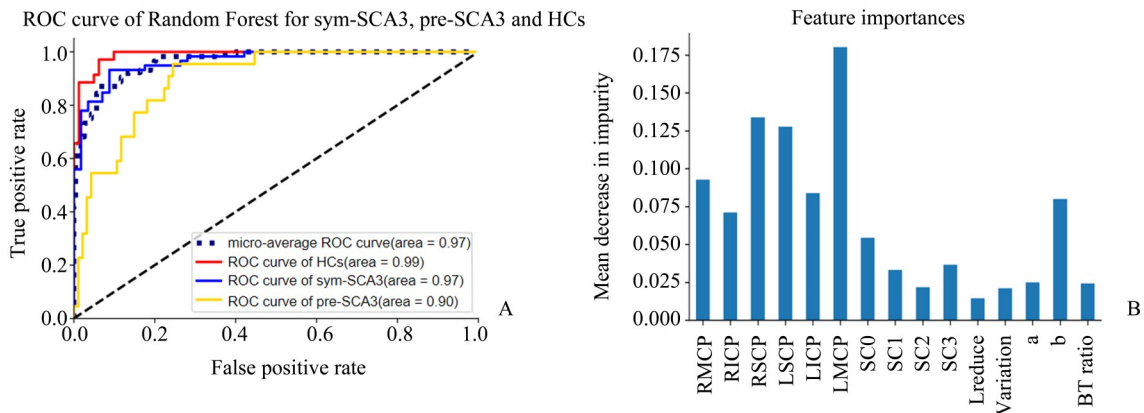 ROC curve of Random Forest for sym-SCA3, pre-SCA3 and HCs
True positive rate
1.0
0.8
0.6
0.4
0.2
0.0
0.0 0.2 0.4 0.6 0.8 1.0
False positive rate
micro-average ROC curve(area = 0.97)
ROC curve of HCs(area = 0.99)
ROC curve of sym-SCA3(area = 0.97)
ROC curve of pre-SCA3(area = 0.90)
A
Feature importances
Mean decrease in impurity
0.175
0.150
0.125
0.100
0.075
0.050
0.025
0.000
RMCP
RICP
RSCP
LSCP
LICP
LMCP
SC0
SC1
SC2
SC3
Lreduce
Variation
a
b
BT ratio
B